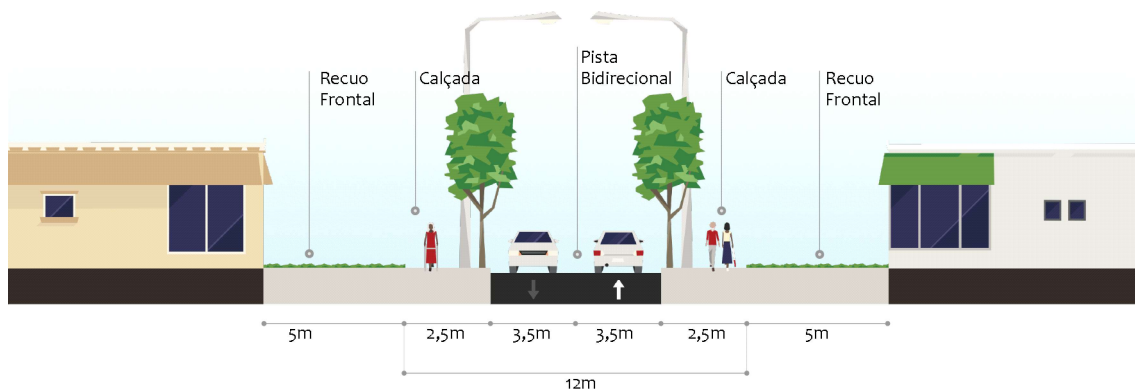 Recuo
Frontal
Calçada
Pista
Bidirecional
Calçada
Recuo
Frontal
5m
2,5m
3,5m
3,5m
2,5m
5m
12m